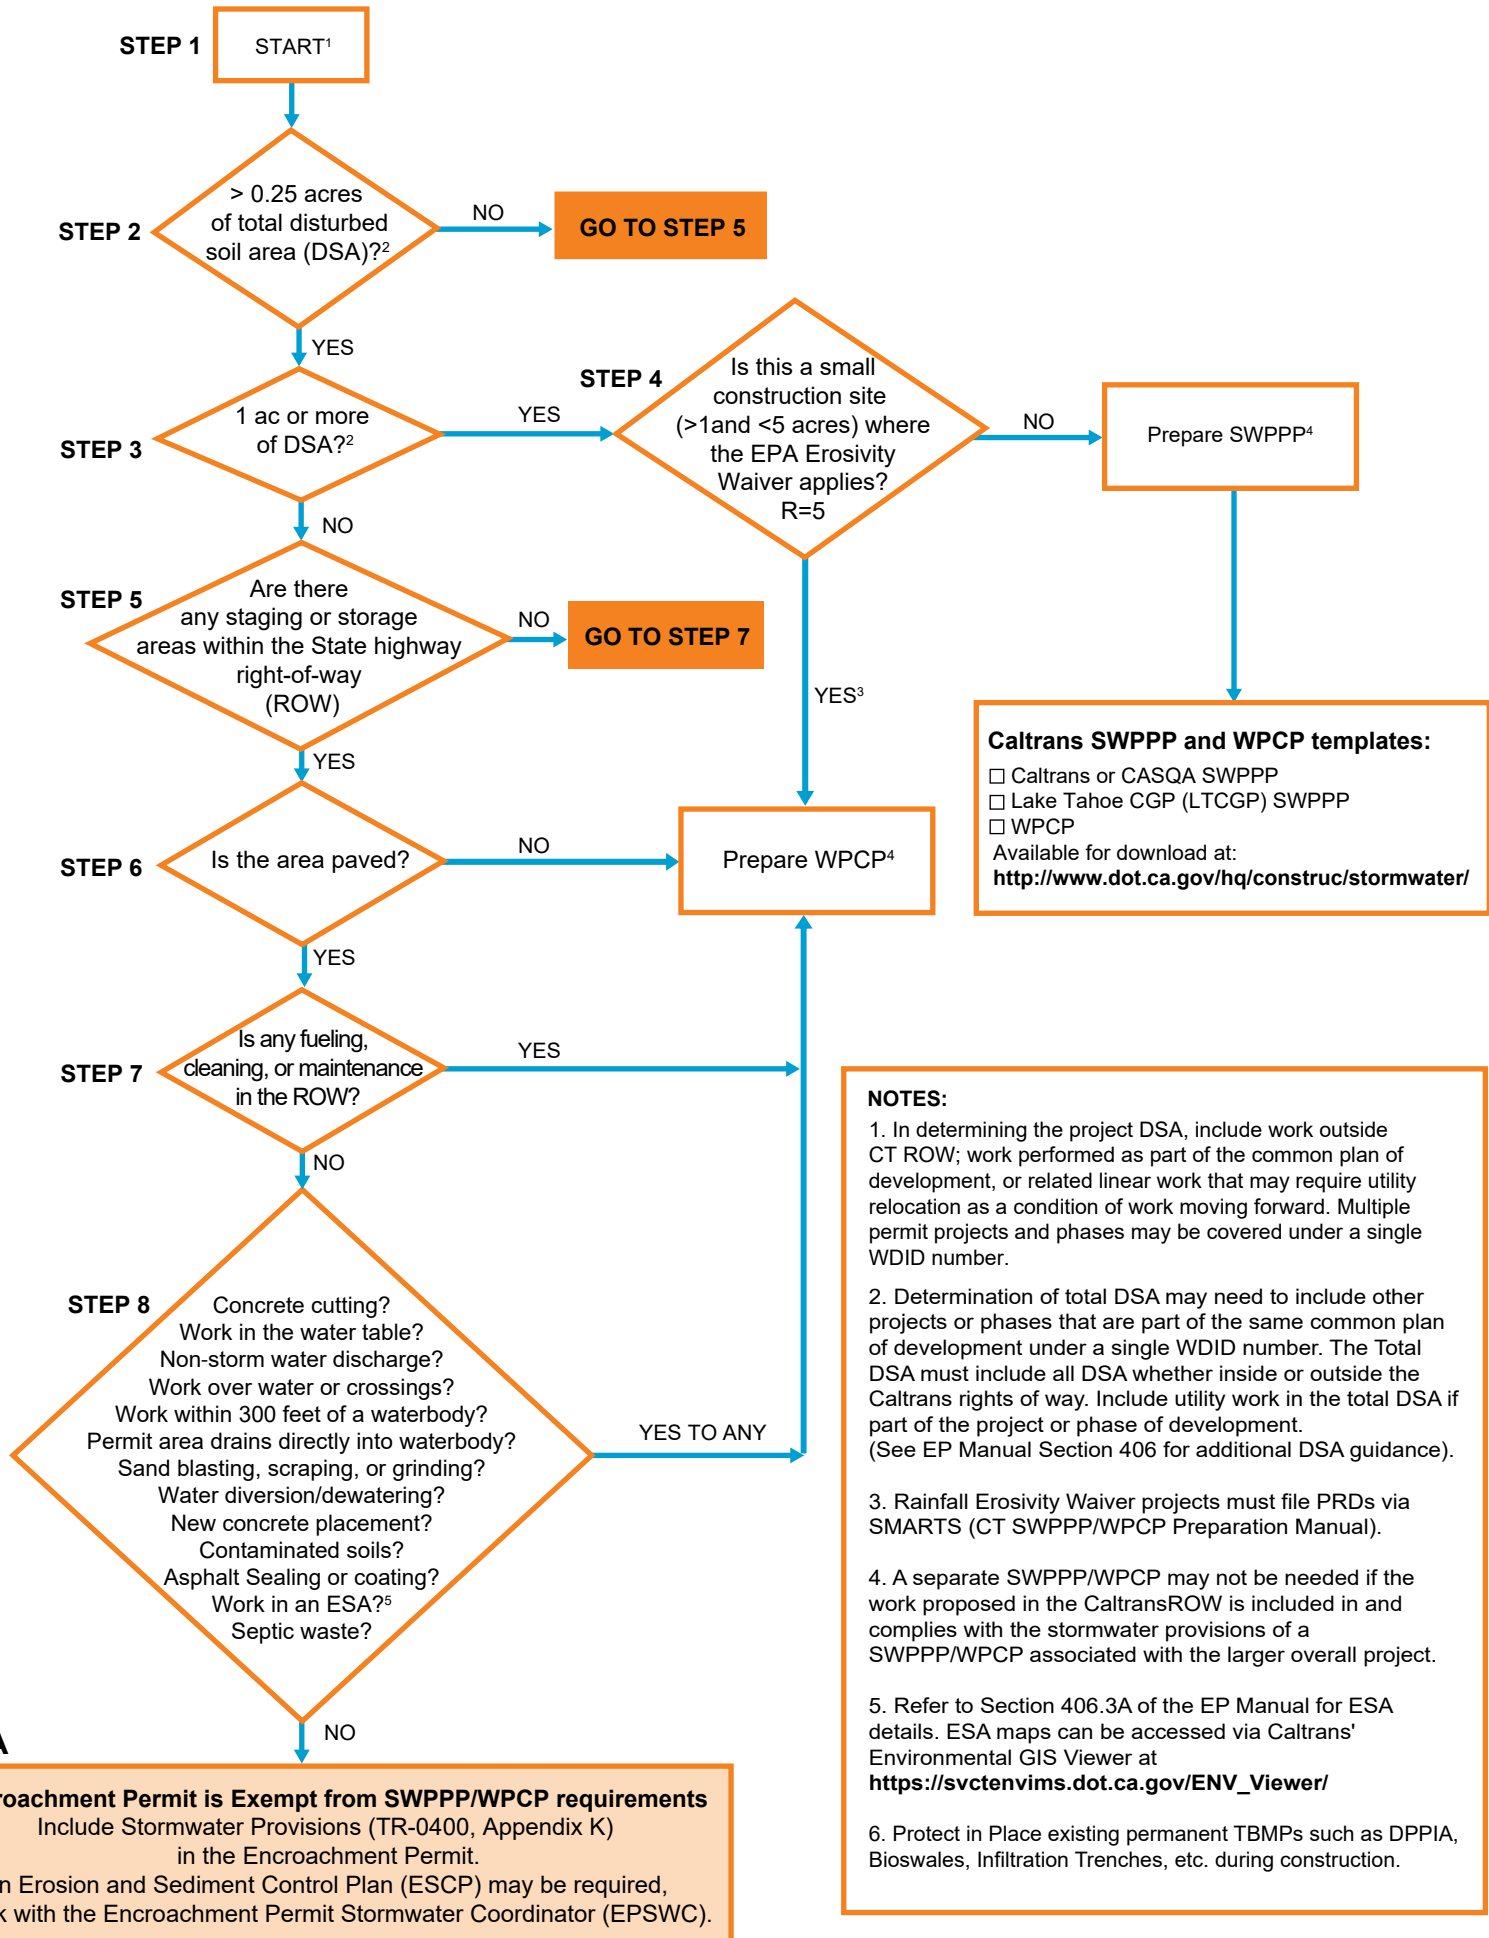 STEP 1
START¹
STEP 2
> 0.25 acres
of total disturbed
soil area (DSA)?²
NO
GO TO STEP 5
YES
STEP 3
1 ac or more
of DSA?²
YES
STEP 4
Is this a small
construction site
(>1and <5 acres) where
the EPA Erosivity
Waiver applies?
R=5
NO
Prepare SWPPP⁴
YES³
Caltrans SWPPP and WPCP templates:
☐ Caltrans or CASQA SWPPP
☐ Lake Tahoe CGP (LTCGP) SWPPP
☐ WPCP
Available for download at:
http://www.dot.ca.gov/hq/construc/stormwater/
NO
STEP 5
Are there
any staging or storage
areas within the State highway
right-of-way
(ROW)
NO
GO TO STEP 7
YES
STEP 6
Is the area paved?
NO
Prepare WPCP⁴
YES
STEP 7
Is any fueling,
cleaning, or maintenance
in the ROW?
YES
NO
STEP 8
Concrete cutting?
Work in the water table?
Non-storm water discharge?
Work over water or crossings?
Work within 300 feet of a waterbody?
Permit area drains directly into waterbody?
Sand blasting, scraping, or grinding?
Water diversion/dewatering?
New concrete placement?
Contaminated soils?
Asphalt Sealing or coating?
Work in an ESA?⁵
Septic waste?
YES TO ANY
NO
roachment Permit is Exempt from SWPPP/WPCP requirements
Include Stormwater Provisions (TR-0400, Appendix K)
in the Encroachment Permit.
n Erosion and Sediment Control Plan (ESCP) may be required,
k with the Encroachment Permit Stormwater Coordinator (EPSWC).
NOTES:
1. In determining the project DSA, include work outside
CT ROW; work performed as part of the common plan of
development, or related linear work that may require utility
relocation as a condition of work moving forward. Multiple
permit projects and phases may be covered under a single
WDID number.
2. Determination of total DSA may need to include other
projects or phases that are part of the same common plan
of development under a single WDID number. The Total
DSA must include all DSA whether inside or outside the
Caltrans rights of way. Include utility work in the total DSA if
part of the project or phase of development.
(See EP Manual Section 406 for additional DSA guidance).
3. Rainfall Erosivity Waiver projects must file PRDs via
SMARTS (CT SWPPP/WPCP Preparation Manual).
4. A separate SWPPP/WPCP may not be needed if the
work proposed in the CaltransROW is included in and
complies with the stormwater provisions of a
SWPPP/WPCP associated with the larger overall project.
5. Refer to Section 406.3A of the EP Manual for ESA
details. ESA maps can be accessed via Caltrans'
Environmental GIS Viewer at
https://svctenvims.dot.ca.gov/ENV_Viewer/
6. Protect in Place existing permanent TBMPs such as DPPIA,
Bioswales, Infiltration Trenches, etc. during construction.